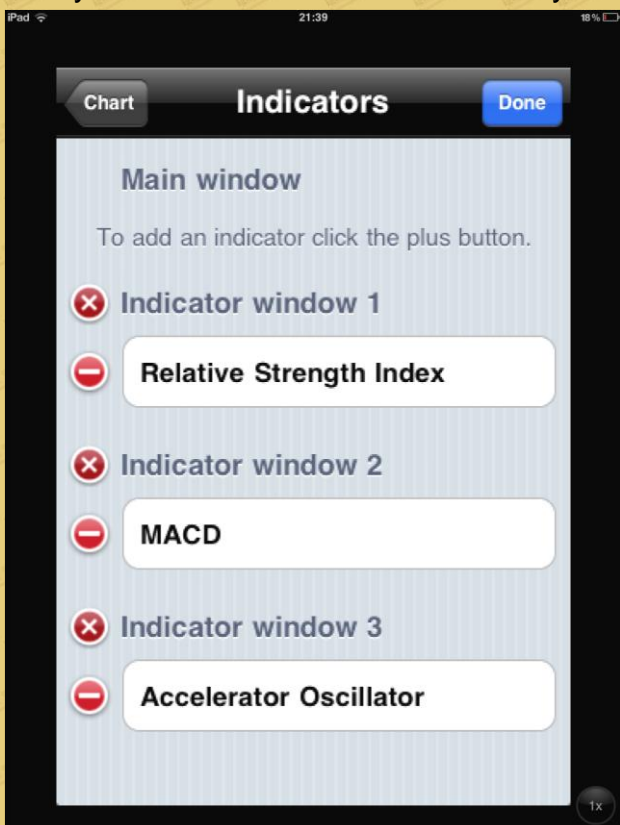 iPad
21:39
18%
Chart
Indicators
Done
Main window
To add an indicator click the plus button.
Indicator window 1
Relative Strength Index
Indicator window 2
MACD
Indicator window 3
Accelerator Oscillator
1x